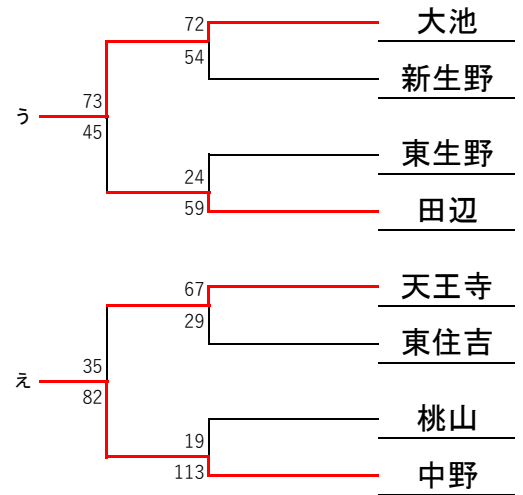 72 大池
54 新生野
う 73
45
24 東生野
59 田辺
67 天王寺
29 東住吉
え 35
82
19 桃山
113 中野